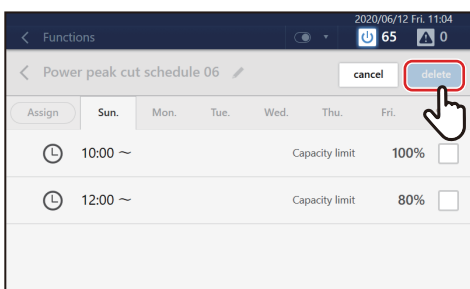 2020/06/12 Fri. 11:04
Functions 65 0
Power peak cut schedule 06 cancel delete
Assign Sun. Mon. Tue. Wed. Thu. Fri.
10:00 ~ Capacity limit 100%
12:00 ~ Capacity limit 80%